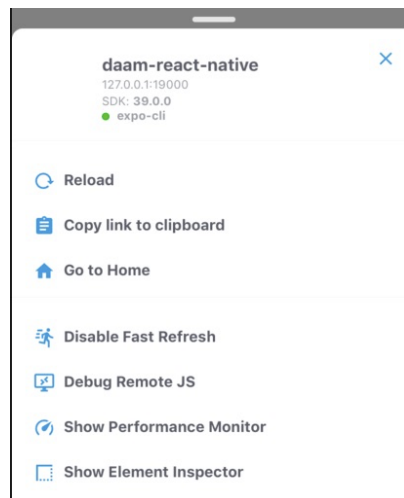 daam-react-native
127.0.0.1:19000
SDK: 39.0.0
expo-cli
Reload
Copy link to clipboard
Go to Home
Disable Fast Refresh
Debug Remote JS
Show Performance Monitor
Show Element Inspector